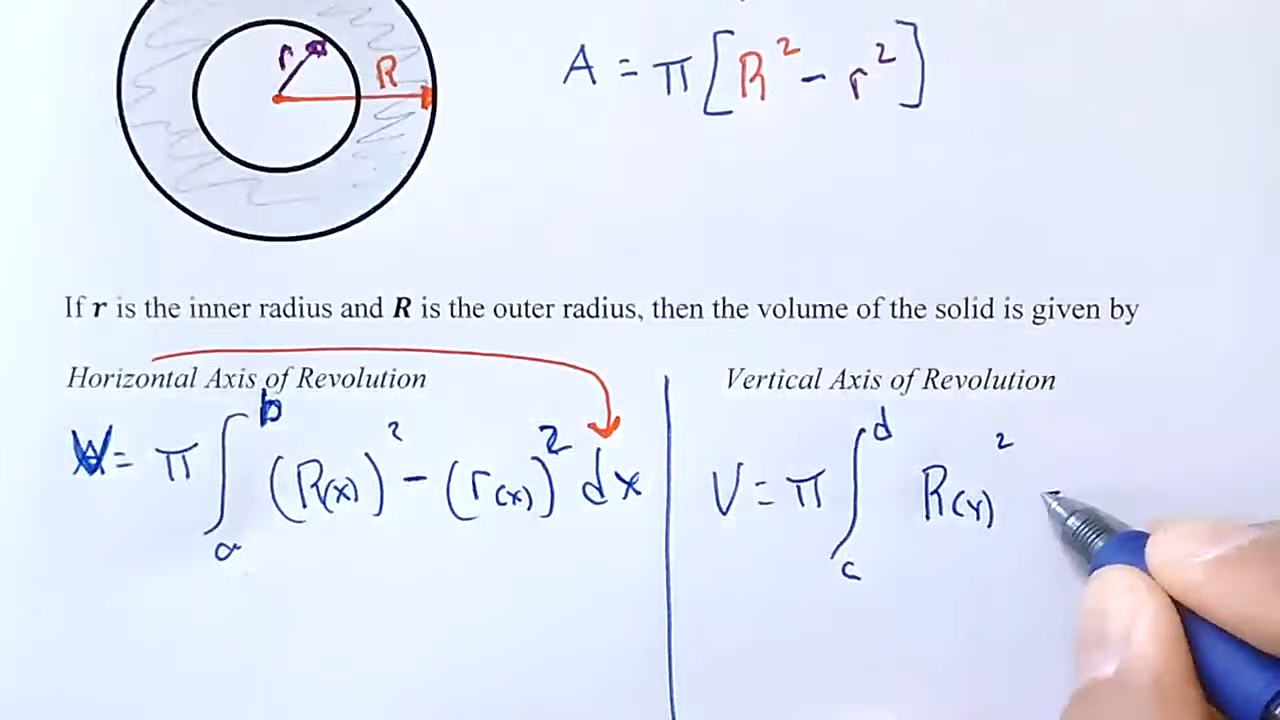 r R
A = π[R² - r²]
If r is the inner radius and R is the outer radius, then the volume of the solid is given by
Horizontal Axis of Revolution
V = π ∫ₐᵇ (R(x))² - (r(x))² dx
Vertical Axis of Revolution
V = π ∫_c^d R(y)² -